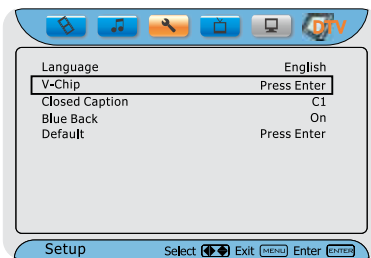 DTV
Language English
V-Chip Press Enter
Closed Caption C1
Blue Back On
Default Press Enter
Setup Select Exit MENU Enter ENTER